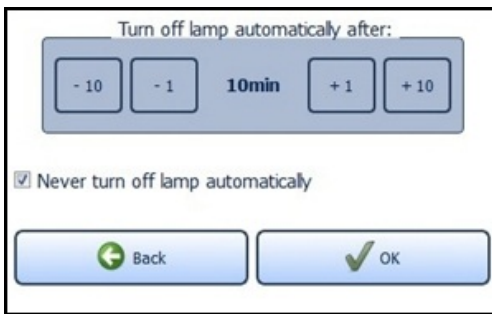 Turn off lamp automatically after:
- 10 - 1 10min + 1 + 10
Never turn off lamp automatically
Back OK